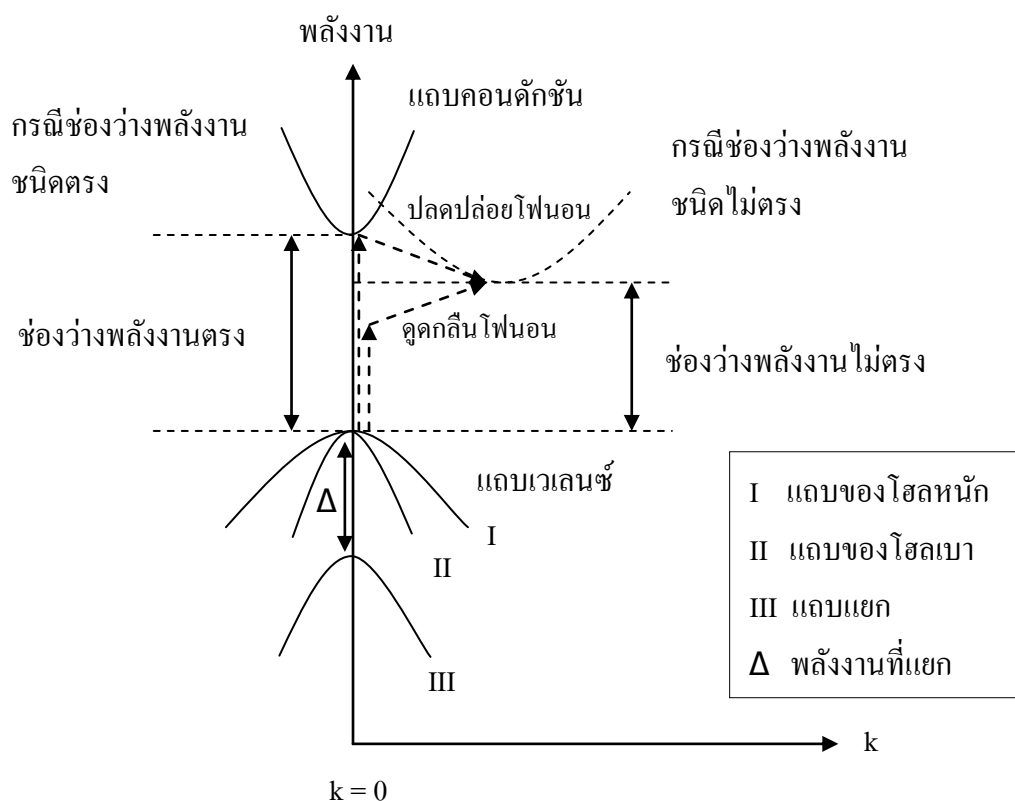 พลังงาน
แถบคอนดักชัน
กรณีช่องว่างพลังงาน
ชนิดตรง
กรณีช่องว่างพลังงาน
ชนิดไม่ตรง
ปลดปล่อยโฟนอน
ช่องว่างพลังงานตรง
ดูดกลืนโฟนอน
ช่องว่างพลังงานไม่ตรง
แถบเวเลนซ์
Δ
I
II
III
I แถบของโฮลหนัก
II แถบของโฮลเบา
III แถบแยก
Δ พลังงานที่แยก
k
k = 0